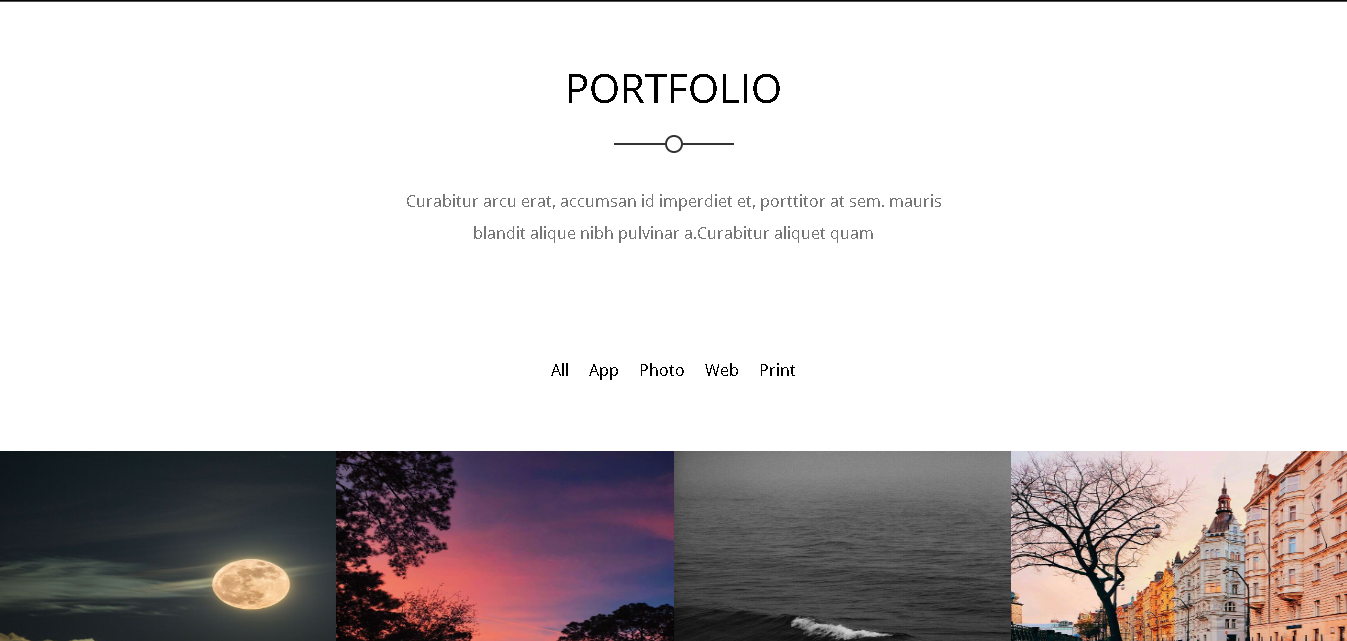 PORTFOLIO
Curabitur arcu erat, accumsan id imperdiet et, porttitor at sem. mauris
blandit alique nibh pulvinar a.Curabitur aliquet quam
All App Photo Web Print